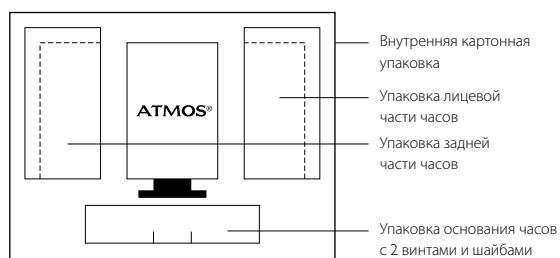 ATMOS®
Внутренняя картонная
упаковка
Упаковка лицевой
части часов
Упаковка задней
части часов
Упаковка основания часов
с 2 винтами и шайбами